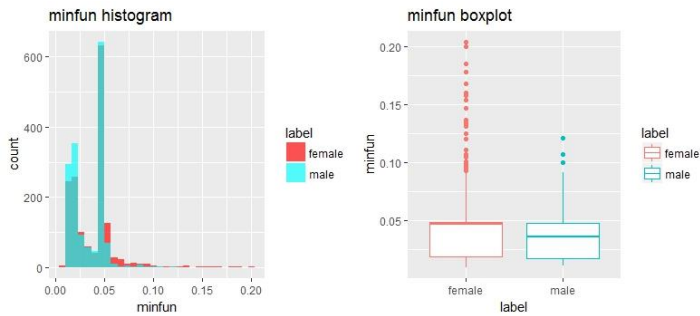 minfun histogram
600
400
200
0
count
0.00 0.05 0.10 0.15 0.20
minfun
label
female
male
minfun boxplot
0.20
0.15
0.10
0.05
minfun
female male
label
label
female
male